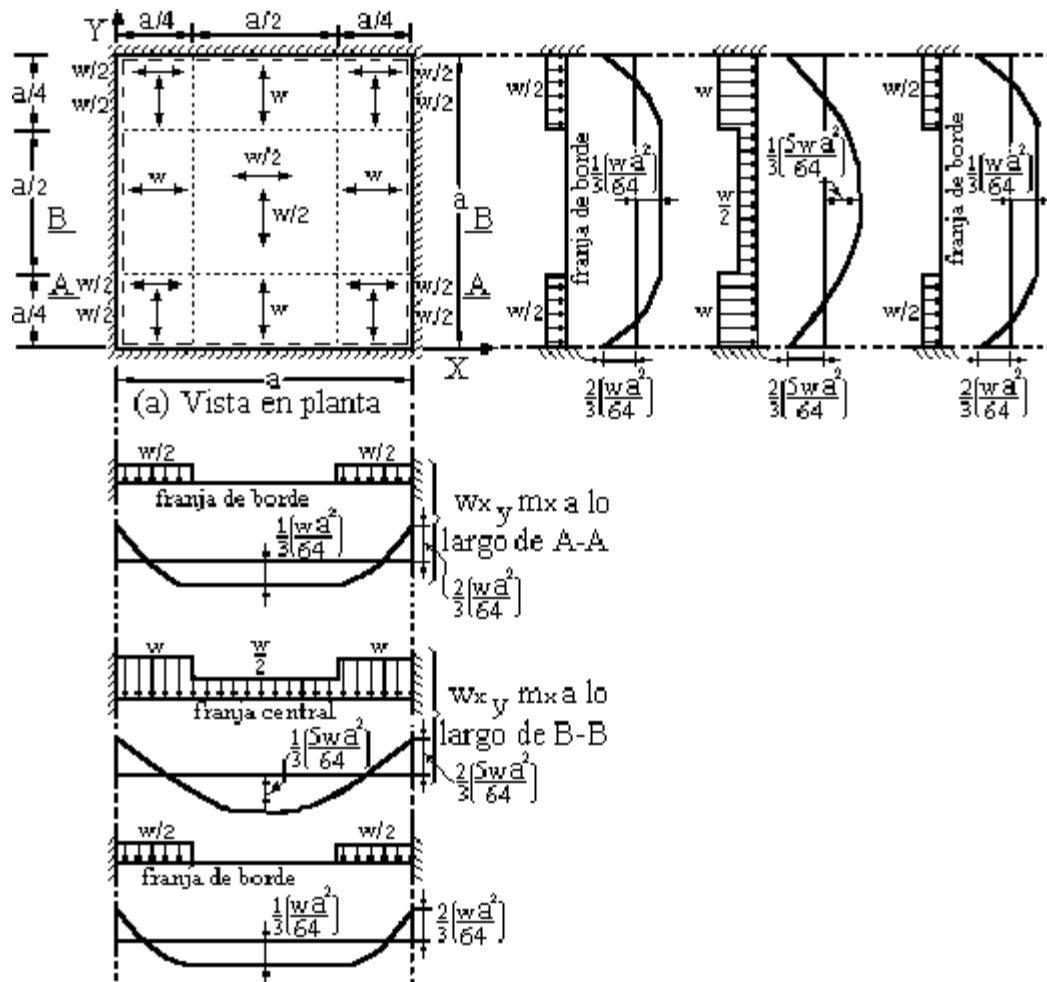 a/4 a/2 a/4
Y
w/2 w/2
a/4 w/2 w w/2
w/2
a/2 w w w
w/2
B a B
A w/2 w/2 A
a/4 w/2 w w/2
X
a
(a) Vista en planta
w/2
franja de borde
1/3(wa²/64)
w/2
2/3(wa²/64)
w
1/3(5wa²/64)
w/2
w
2/3(5wa²/64)
w/2
franja de borde
1/3(wa²/64)
w/2
2/3(wa²/64)
w/2 w/2
franja de borde
1/3(wa²/64)
2/3(wa²/64)
wx y mx a lo
largo de A-A
w w/2 w
franja central
1/3(5wa²/64)
2/3(5wa²/64)
wx y mx a lo
largo de B-B
w/2 w/2
franja de borde
1/3(wa²/64)
2/3(wa²/64)